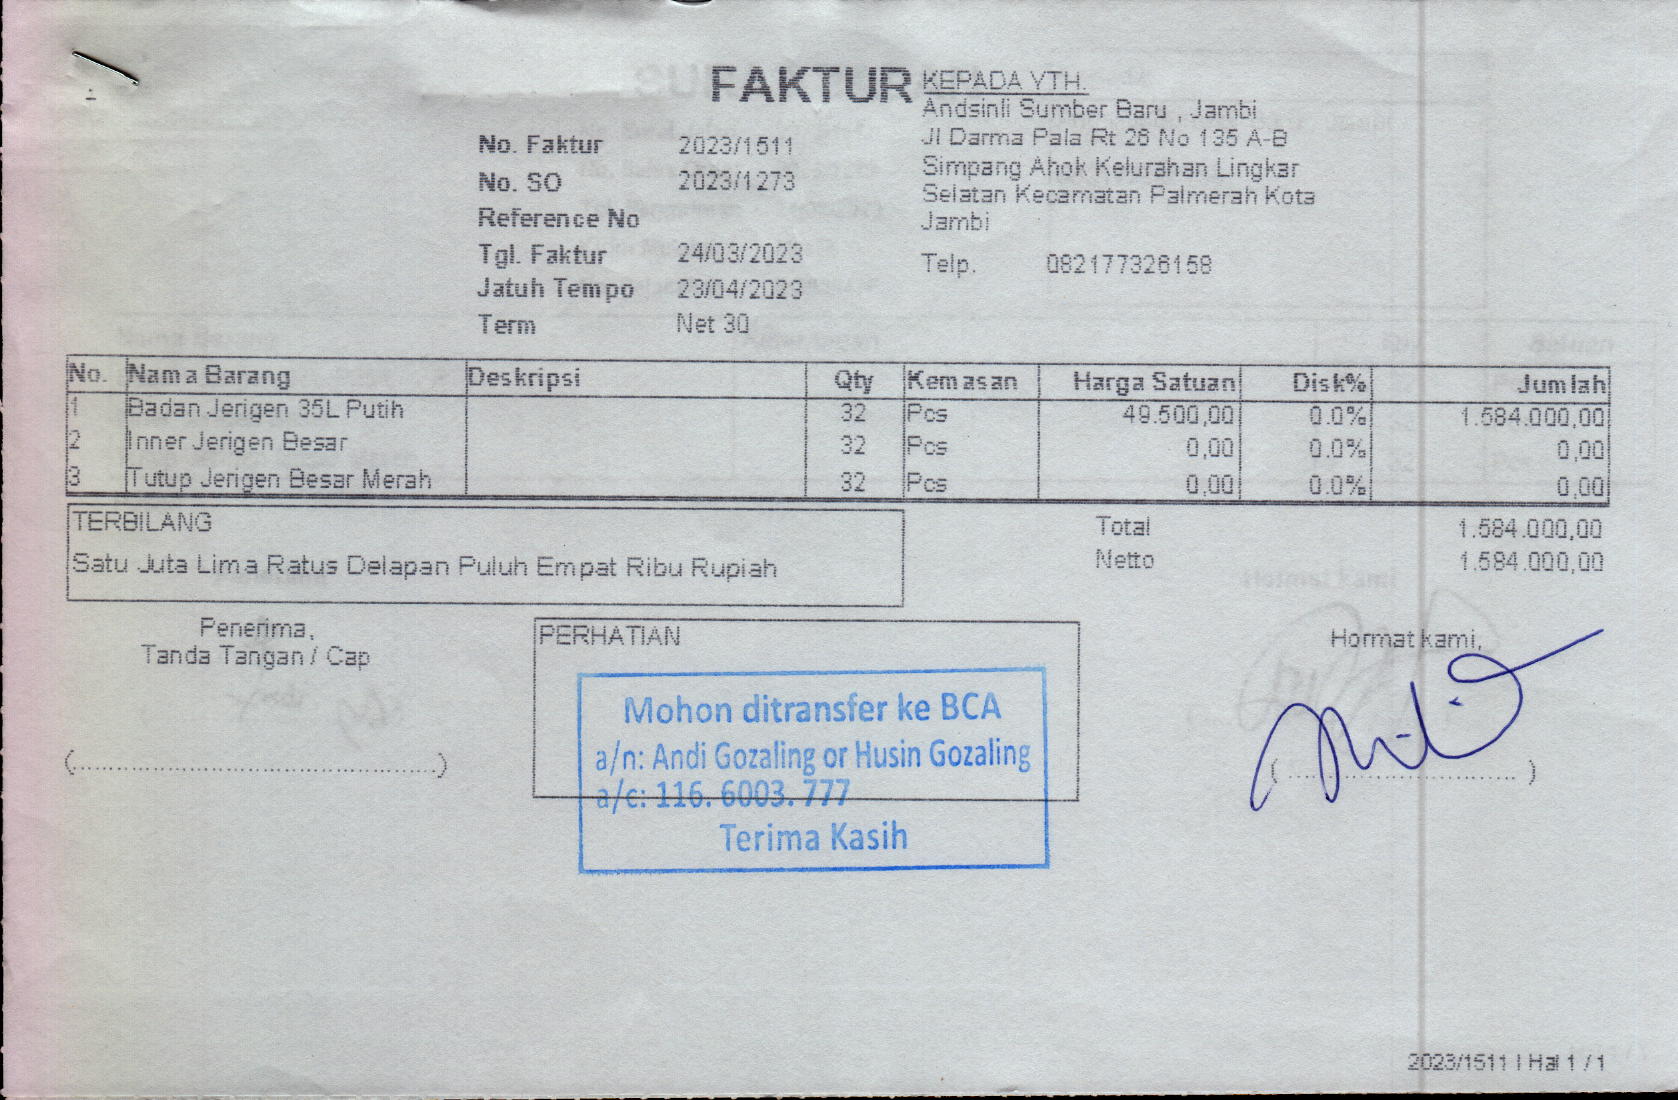 FAKTUR
No. Faktur 2023/1511
No. SO 2023/1273
Reference No
Tgl. Faktur 24/03/2023
Jatuh Tempo 23/04/2023
Term Net 30
KEPADA YTH.
Andsinli Sumber Baru , Jambi
Jl Darma Pala Rt 26 No 135 A-B
Simpang Ahok Kelurahan Lingkar
Selatan Kecamatan Palmerah Kota
Jambi
Telp. 082177326158
No. Nama Barang Deskripsi Qty Kemasan Harga Satuan Disk% Jumlah
1 Badan Jerigen 35L Putih 32 Pcs 49.500,00 0.0% 1.584.000,00
2 Inner Jerigen Besar 32 Pcs 0,00 0.0% 0,00
3 Tutup Jerigen Besar Merah 32 Pcs 0,00 0.0% 0,00
TERBILANG
Satu Juta Lima Ratus Delapan Puluh Empat Ribu Rupiah
Total 1.584.000,00
Netto 1.584.000,00
Penerima,
Tanda Tangan / Cap
(............................................)
PERHATIAN
Mohon ditransfer ke BCA
a/n: Andi Gozaling or Husin Gozaling
a/c: 116. 6003. 777
Terima Kasih
Hormat kami,
(............................)
2023/1511 | Hal 1 / 1